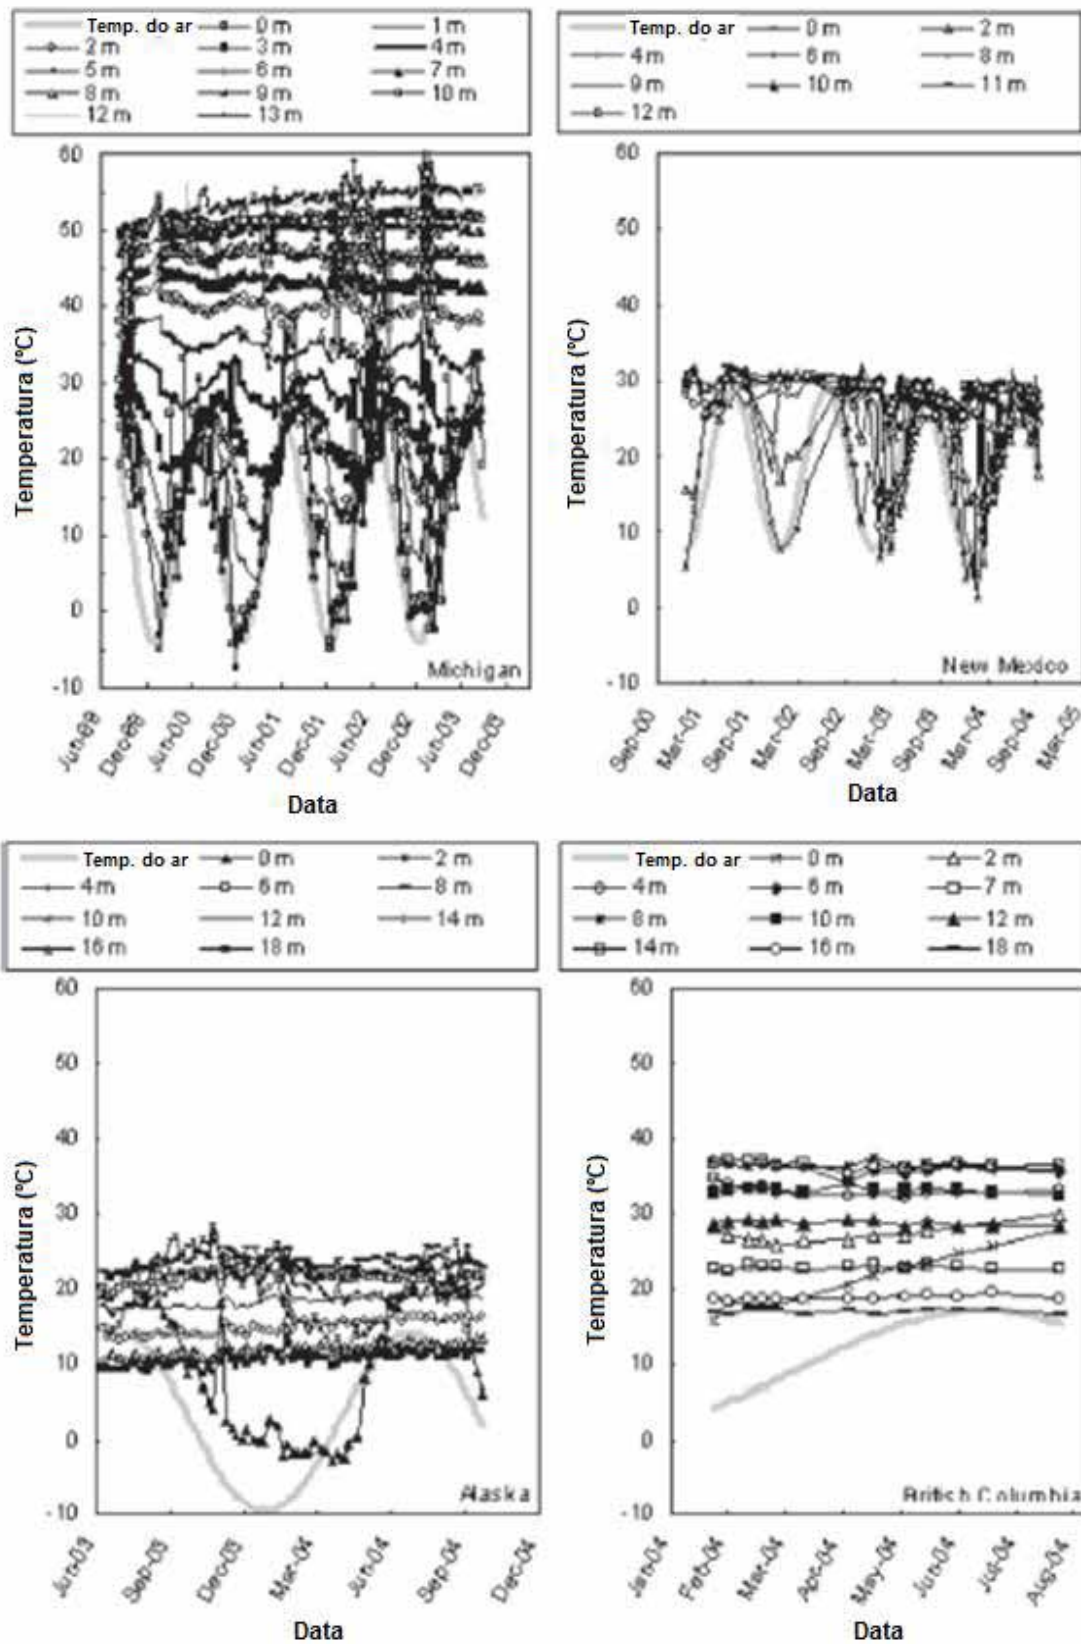 Temp. do ar 0 m 1 m
2 m 3 m 4 m
5 m 6 m 7 m
8 m 9 m 10 m
12 m 13 m
60
50
40
30
20
10
0
-10
Temperatura (ºC)
Michigan
Jun-99 Dec-99 Jun-00 Dec-00 Jun-01 Dec-01 Jun-02 Dec-02 Jun-03 Dec-03
Data
Temp. do ar 0 m 2 m
4 m 6 m 8 m
9 m 10 m 11 m
12 m
60
50
40
30
20
10
0
-10
Temperatura (ºC)
New Mexico
Sep-00 Mar-01 Sep-01 Mar-02 Sep-02 Mar-03 Sep-03 Mar-04 Sep-04 Mar-05
Data
Temp. do ar 0 m 2 m
4 m 6 m 8 m
10 m 12 m 14 m
16 m 18 m
60
50
40
30
20
10
0
-10
Temperatura (ºC)
Alaska
Jun-03 Sep-03 Dec-03 Mar-04 Jun-04 Sep-04 Dec-04
Data
Temp. do ar 0 m 2 m
4 m 6 m 7 m
8 m 10 m 12 m
14 m 16 m 18 m
60
50
40
30
20
10
0
-10
Temperatura (ºC)
British Columbia
Jan-04 Feb-04 Mar-04 Apr-04 May-04 Jun-04 Jul-04 Aug-04
Data